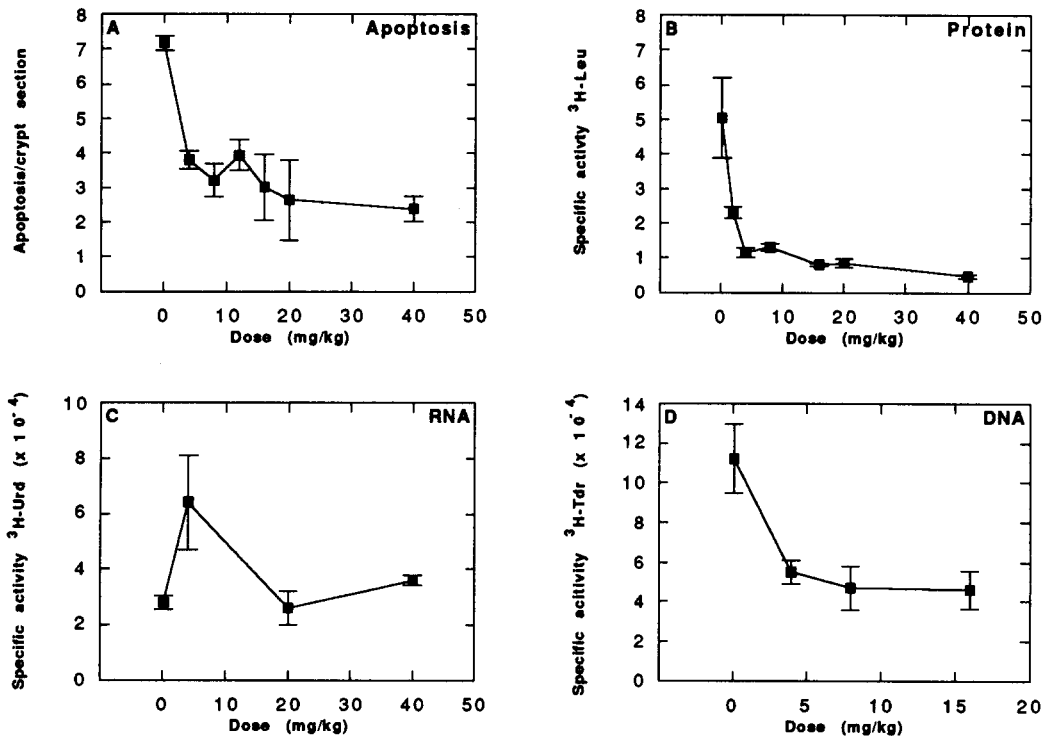 A Apoptosis
Apoptosis/crypt section
8
7
6
5
4
3
2
1
0
0 10 20 30 40 50
Dose (mg/kg)
B Protein
Specific activty ³H-Leu
8
7
6
5
4
3
2
1
0
0 10 20 30 40 50
Dose (mg/kg)
C RNA
Specific activity ³H-Urd (x 10⁻⁴)
10
8
6
4
2
0
0 10 20 30 40 50
Dose (mg/kg)
D DNA
Specific acitivity ³H-Tdr (x 10⁻⁴)
14
12
10
8
6
4
2
0
0 5 10 15 20
Dose (mg/kg)